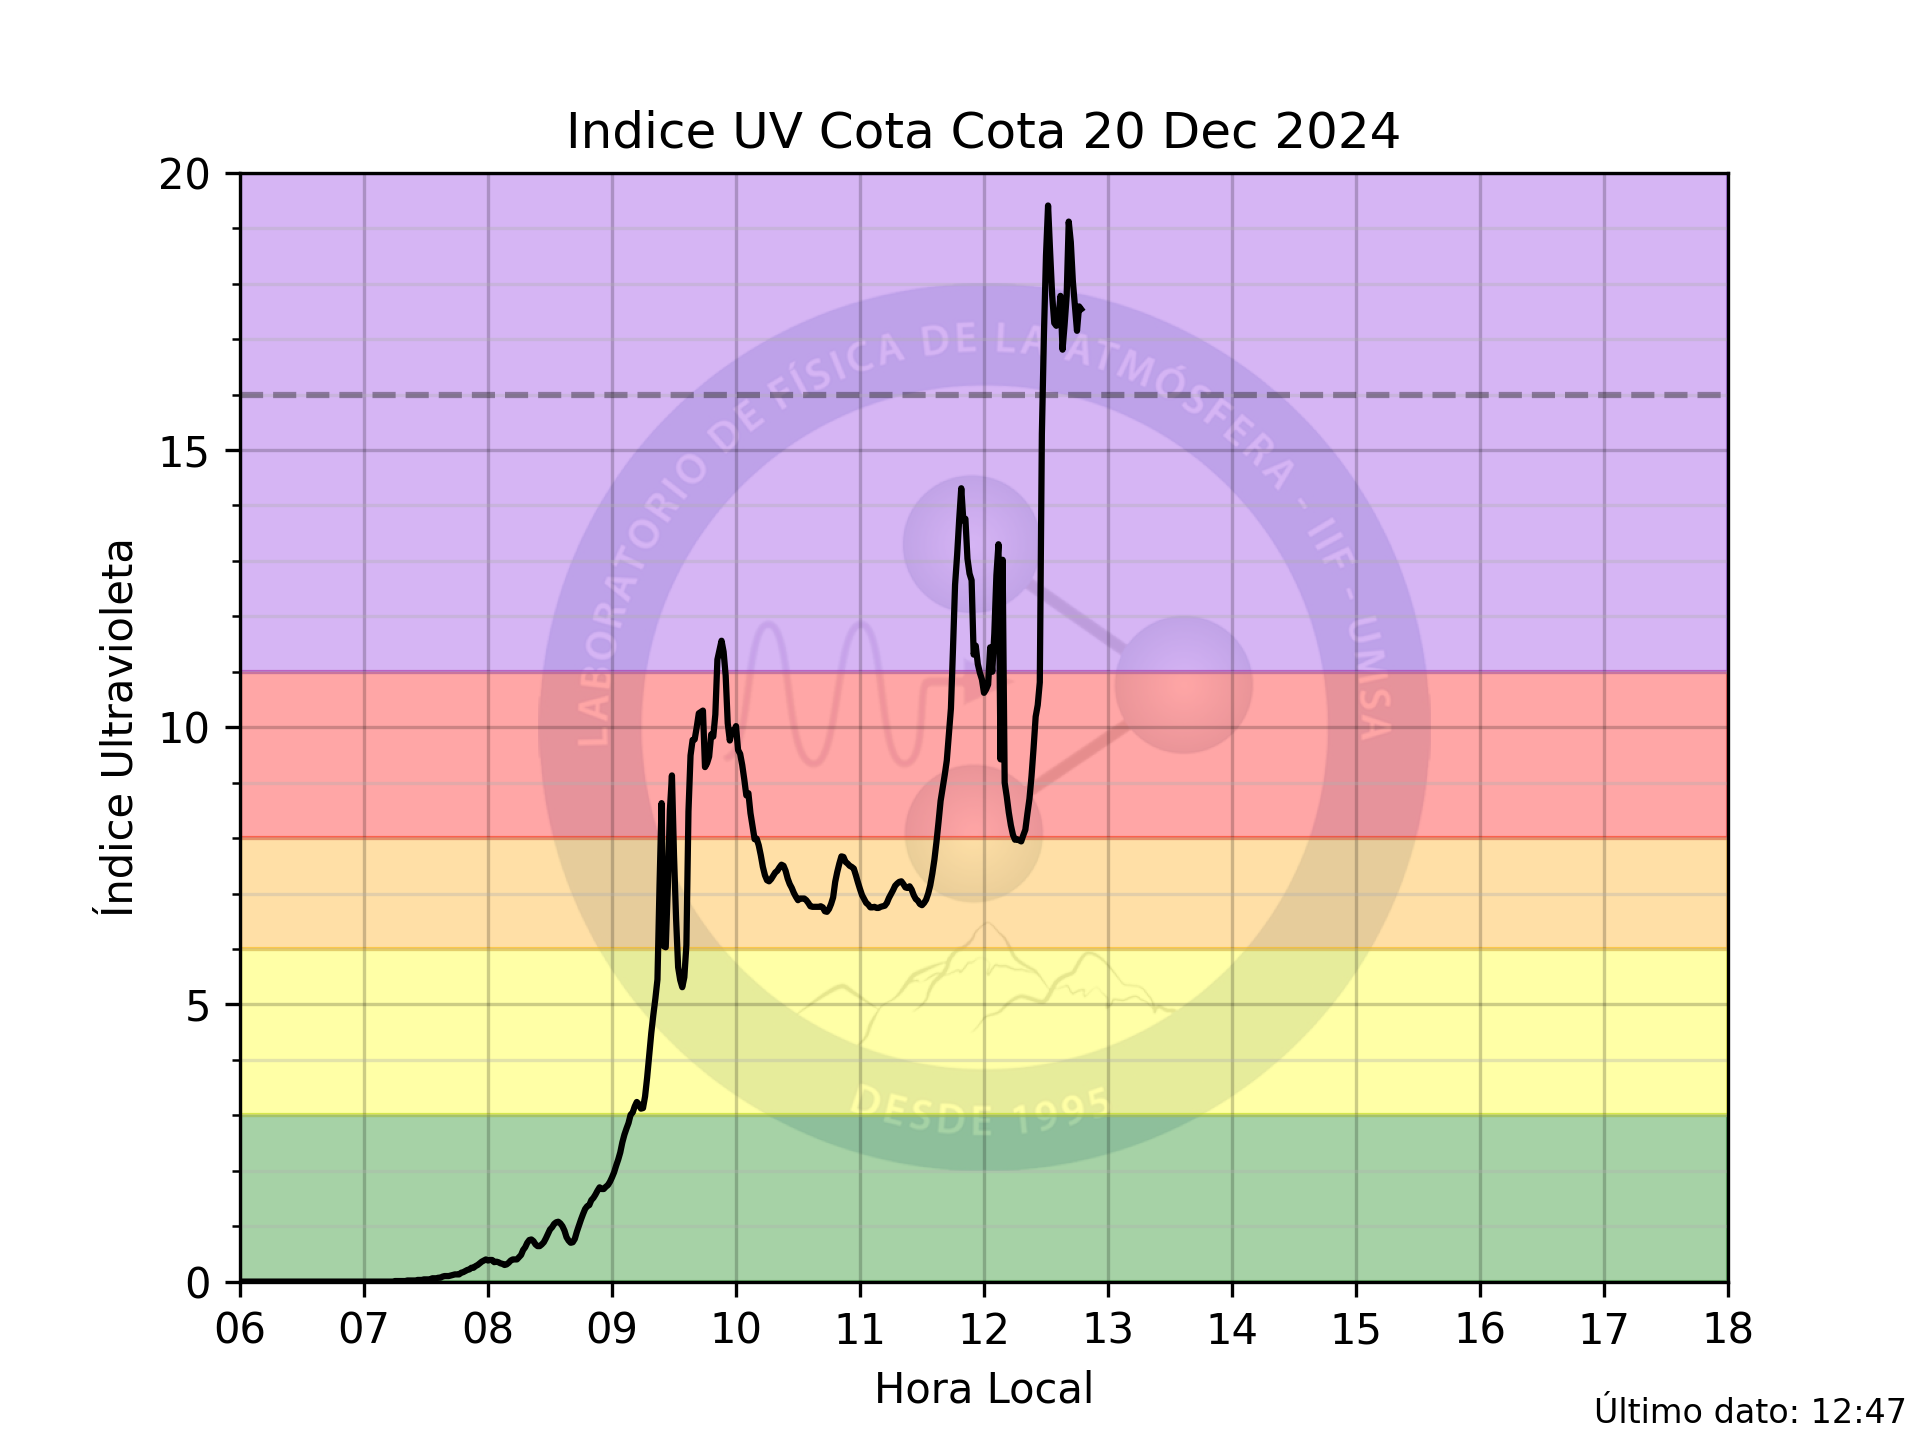 Indice UV Cota Cota 20 Dec 2024
20
15
10
5
0
Índice Ultravioleta
LABORATORIO DE FÍSICA DE LA ATMÓSFERA - IIF - UMSA
DESDE 1995
06 07 08 09 10 11 12 13 14 15 16 17 18
Hora Local
Último dato: 12:47